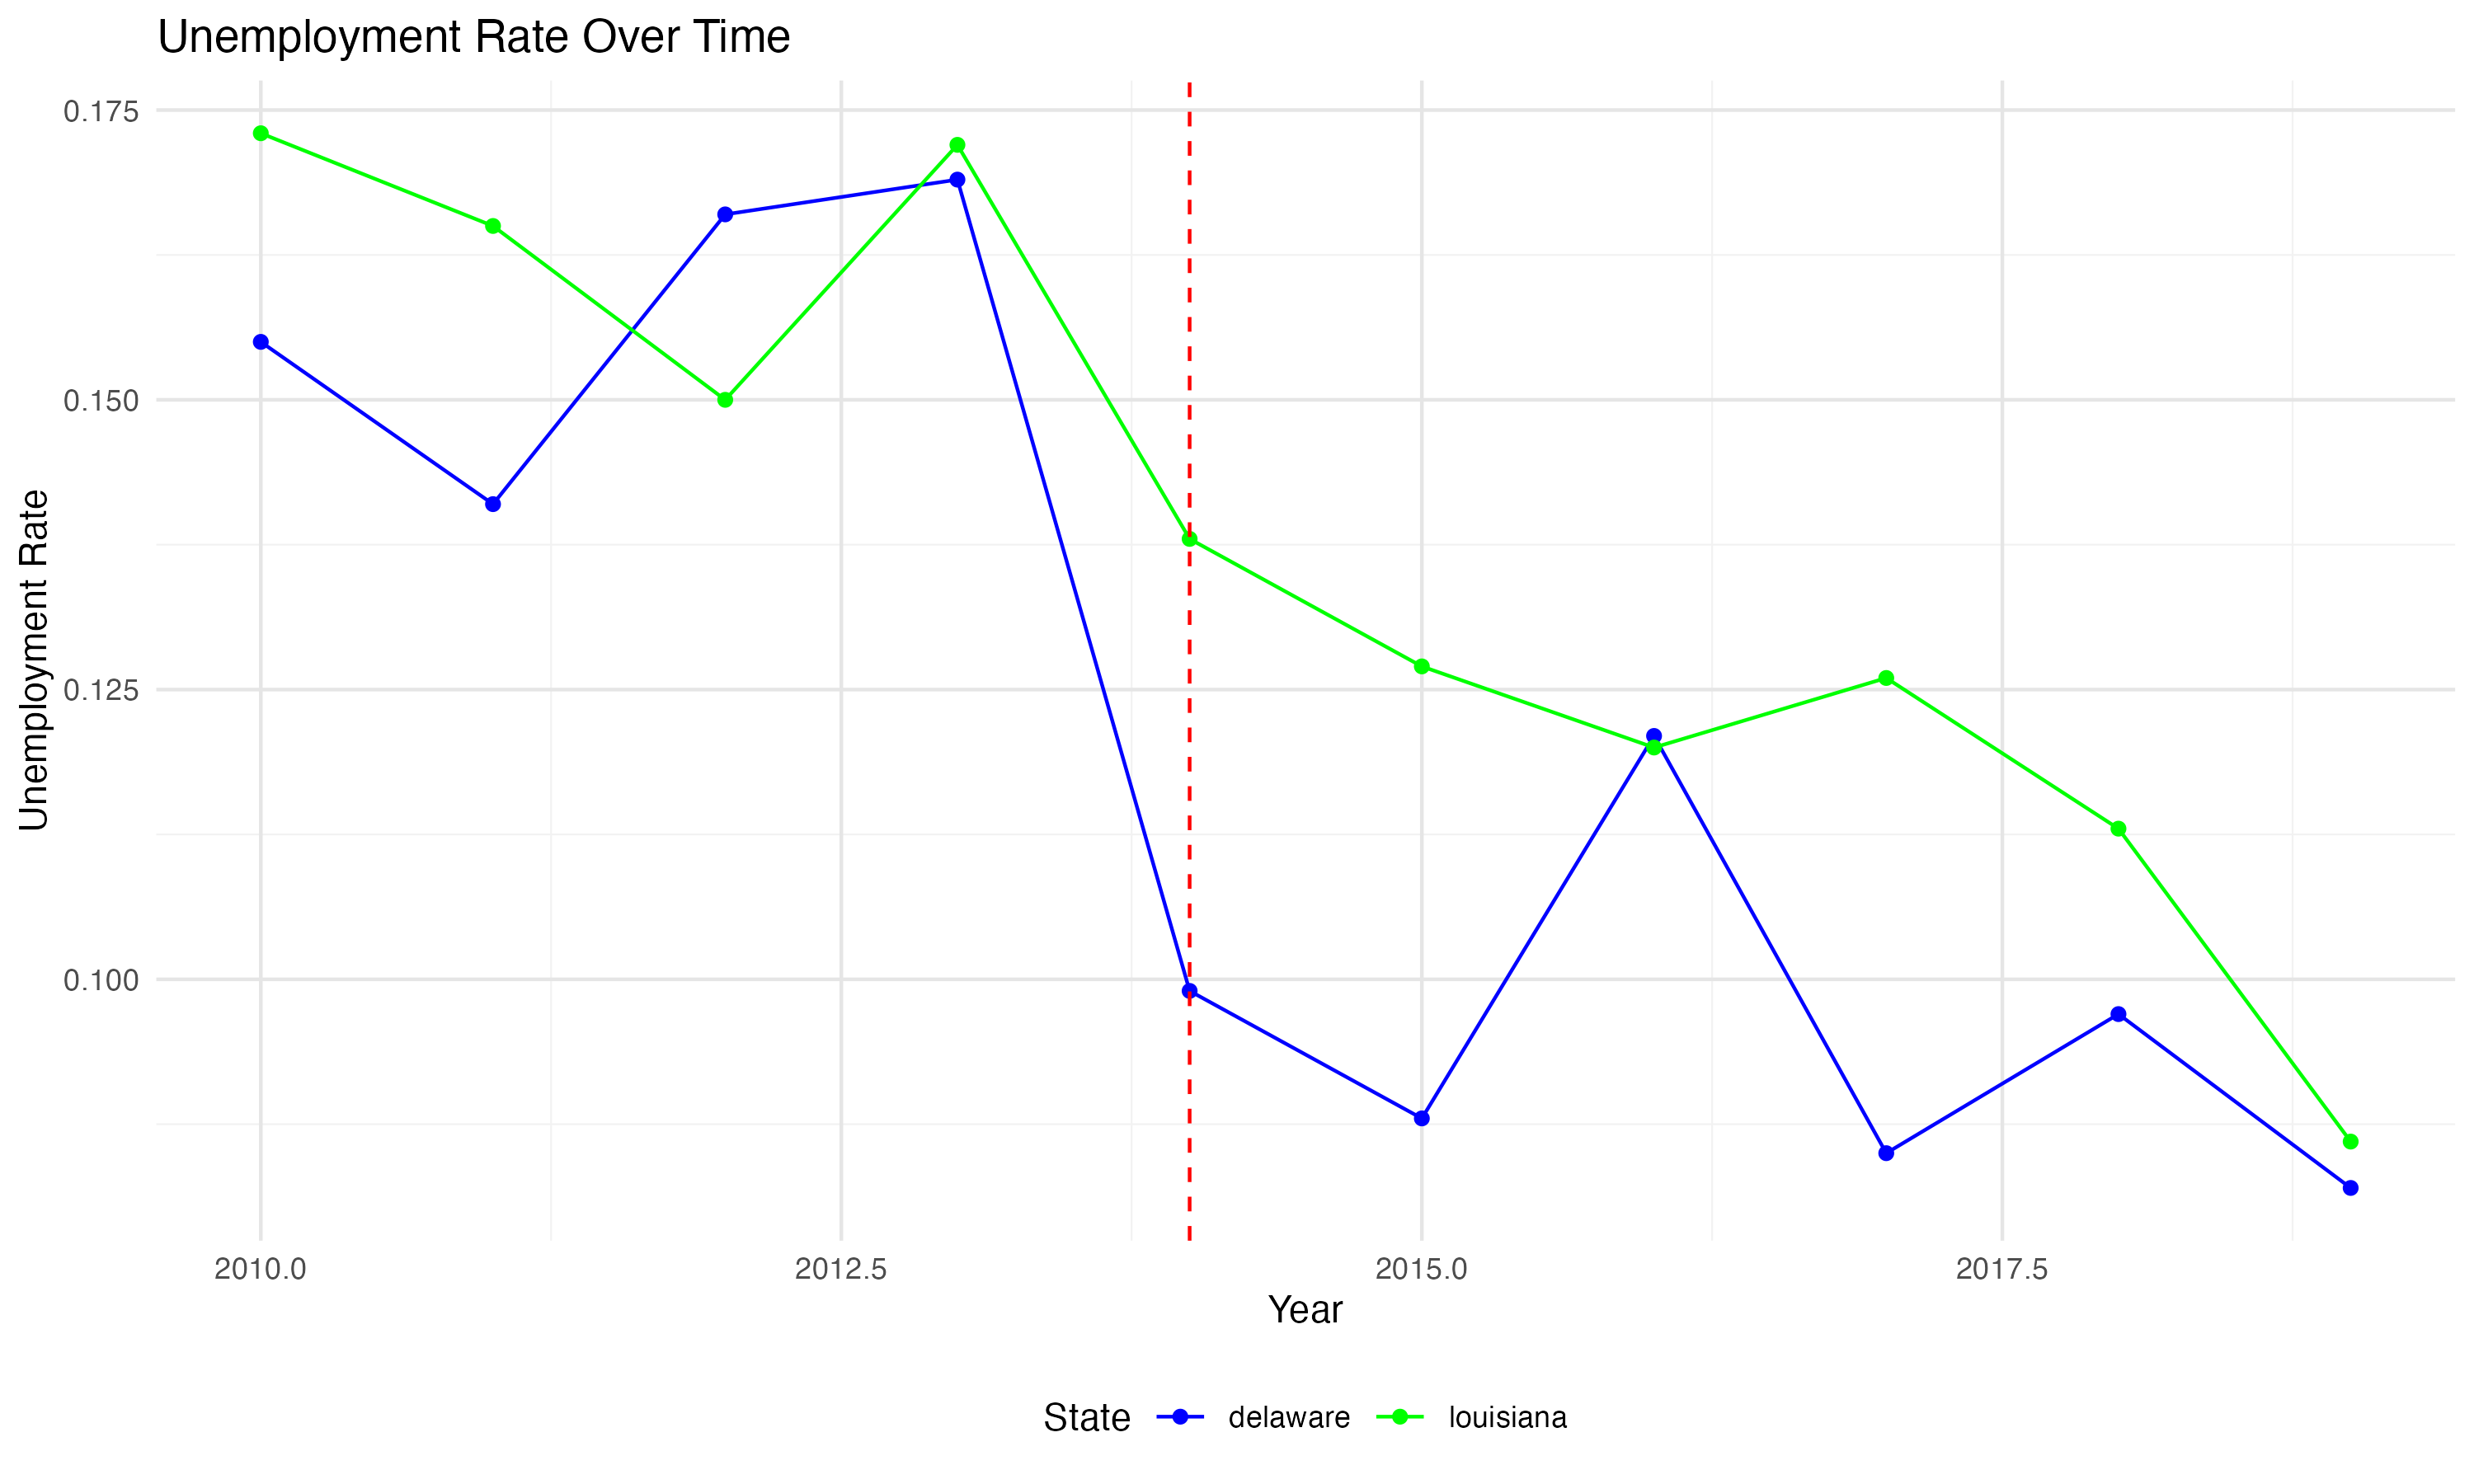 Unemployment Rate Over Time
Unemployment Rate
0.175
0.150
0.125
0.100
2010.0 2012.5 2015.0 2017.5
Year
State delaware louisiana